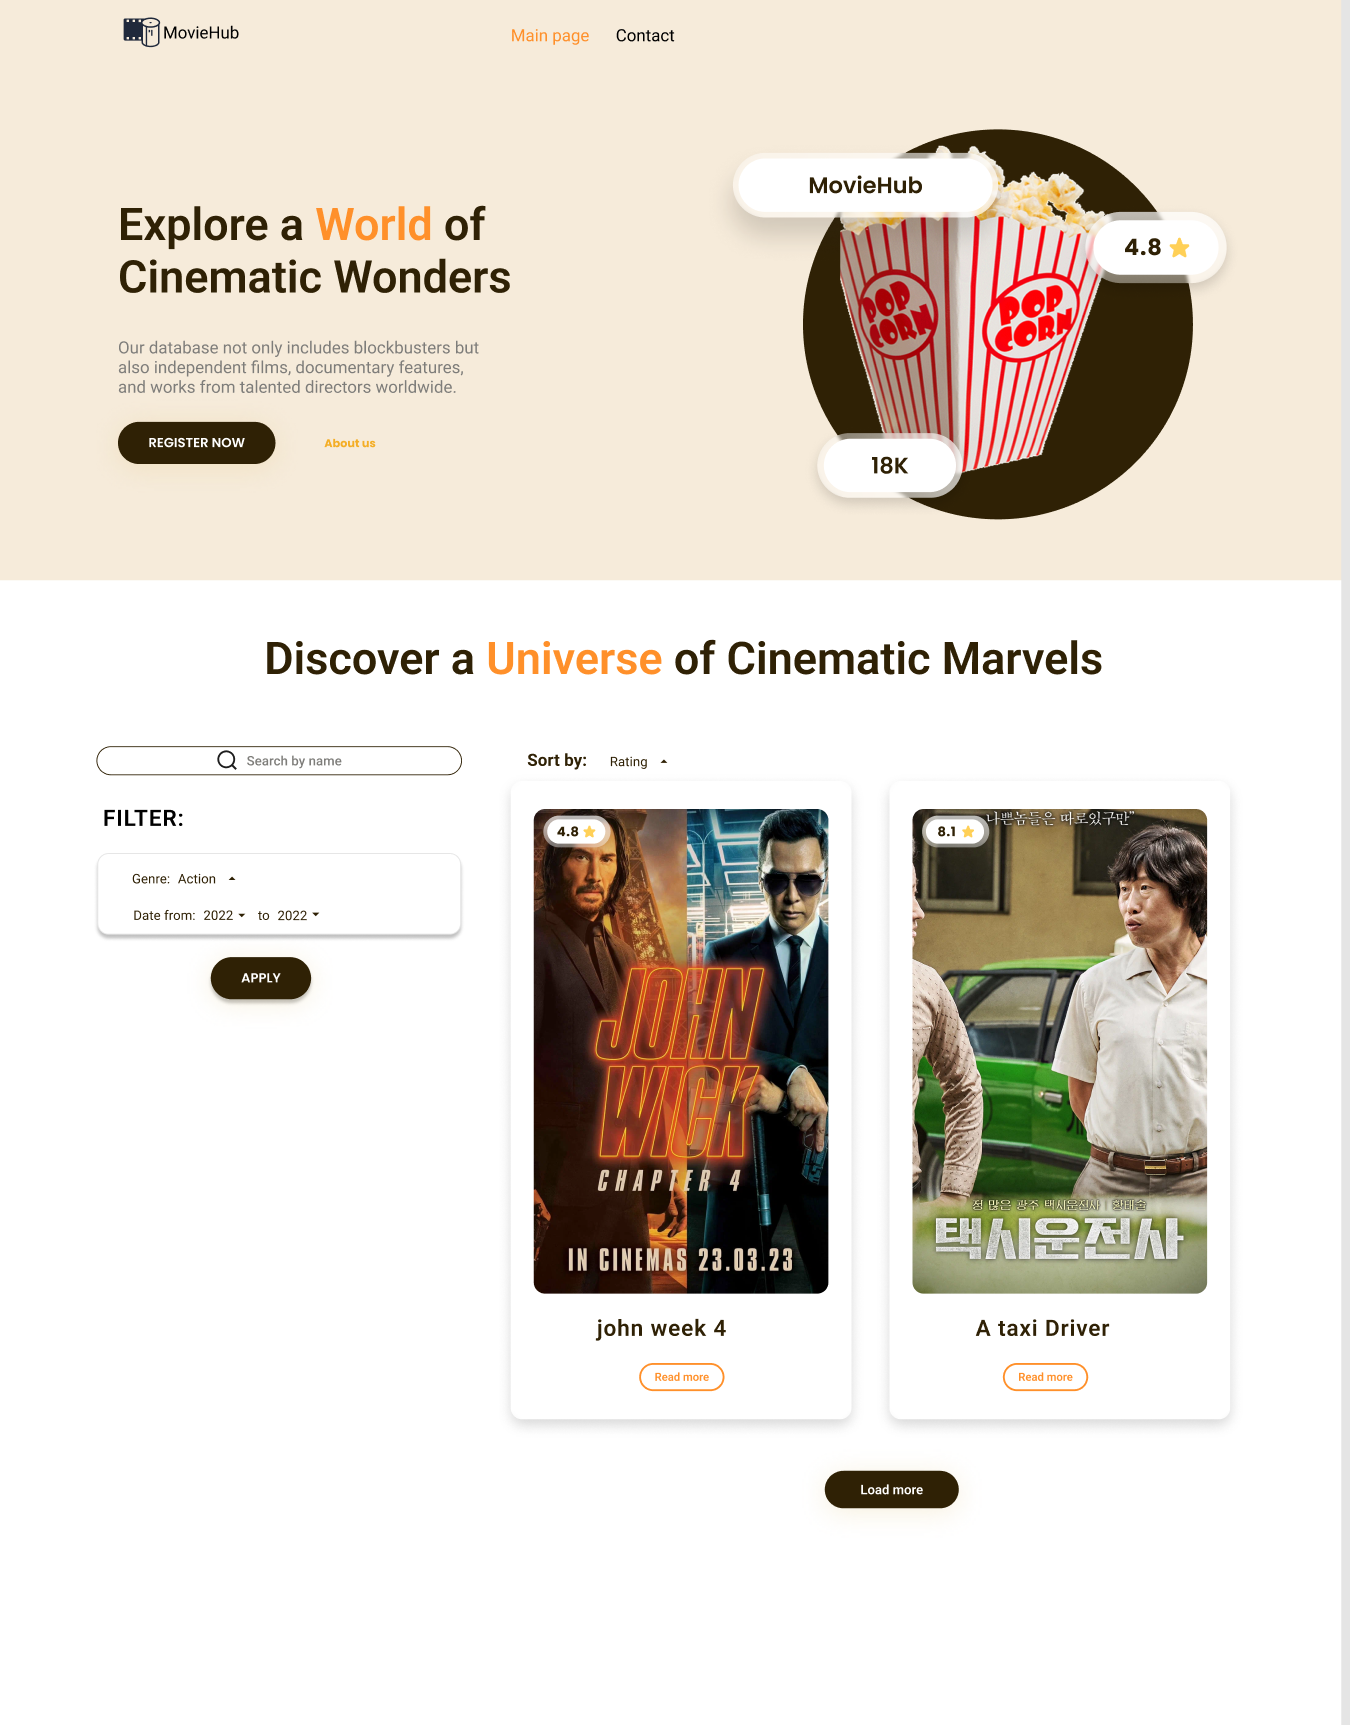 MovieHub
Main page
Contact
MovieHub
4.8
Explore a World of
Cinematic Wonders
POP
CORN
POP
CORN
Our database not only includes blockbusters but
also independent films, documentary features,
and works from talented directors worldwide.
REGISTER NOW
About us
18K
Discover a Universe of Cinematic Marvels
Search by name
Sort by: Rating
FILTER:
Genre: Action
Date from: 2022 to 2022
APPLY
4.8
JOHN
WICK
CHAPTER 4
IN CINEMAS 23.03.23
john week 4
Read more
나쁜놈들은 따로있구만”
8.1
정 많은 광주 택시운전사 | 황태술
택시운전사
A taxi Driver
Read more
Load more